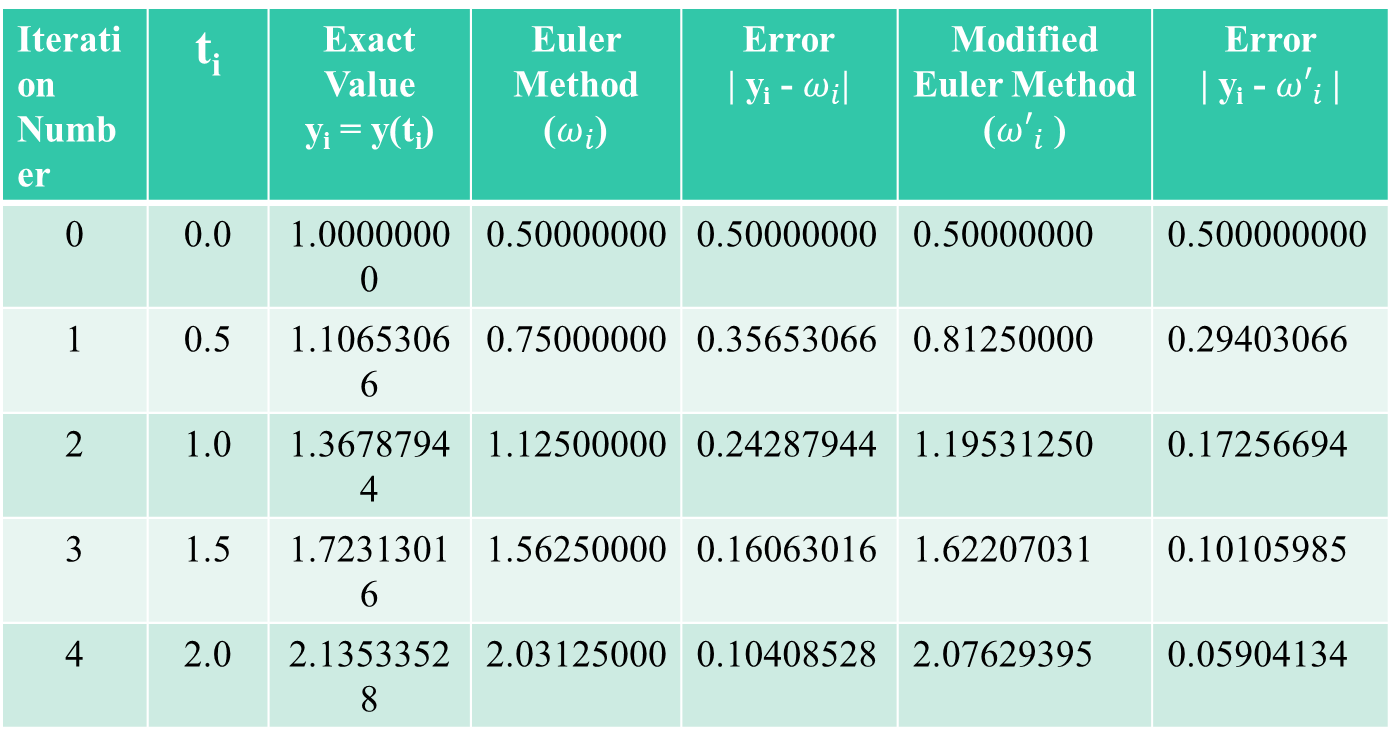 Iterati
on
Numb
er
tᵢ
Exact
Value
yᵢ = y(tᵢ)
Euler
Method
(ωᵢ)
Error
| yᵢ - ωᵢ|
Modified
Euler Method
(ω′ᵢ )
Error
| yᵢ - ω′ᵢ |
0 0.0 1.0000000 0.50000000 0.50000000 0.50000000 0.500000000
0
1 0.5 1.1065306 0.75000000 0.35653066 0.81250000 0.29403066
6
2 1.0 1.3678794 1.12500000 0.24287944 1.19531250 0.17256694
4
3 1.5 1.7231301 1.56250000 0.16063016 1.62207031 0.10105985
6
4 2.0 2.1353352 2.03125000 0.10408528 2.07629395 0.05904134
8